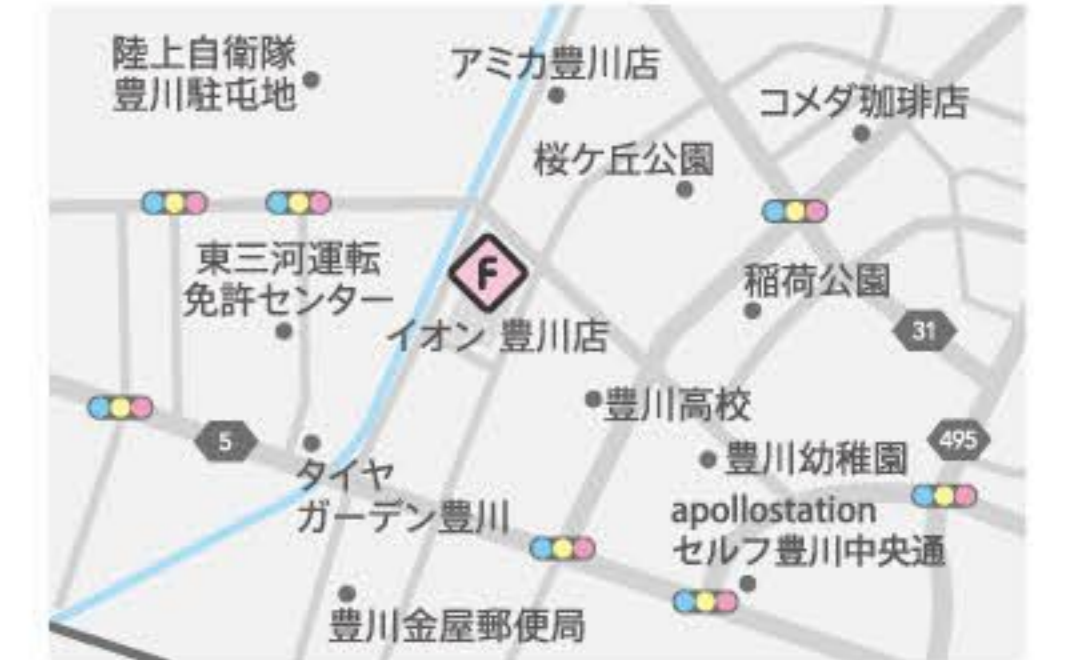 陸上自衛隊
豊川駐屯地
アミカ豊川店
コメダ珈琲店
桜ケ丘公園
東三河運転
免許センター
F
稲荷公園
イオン 豊川店
31
豊川高校
5
495
豊川幼稚園
タイヤ
ガーデン豊川
apollostation
セルフ豊川中央通
豊川金屋郵便局